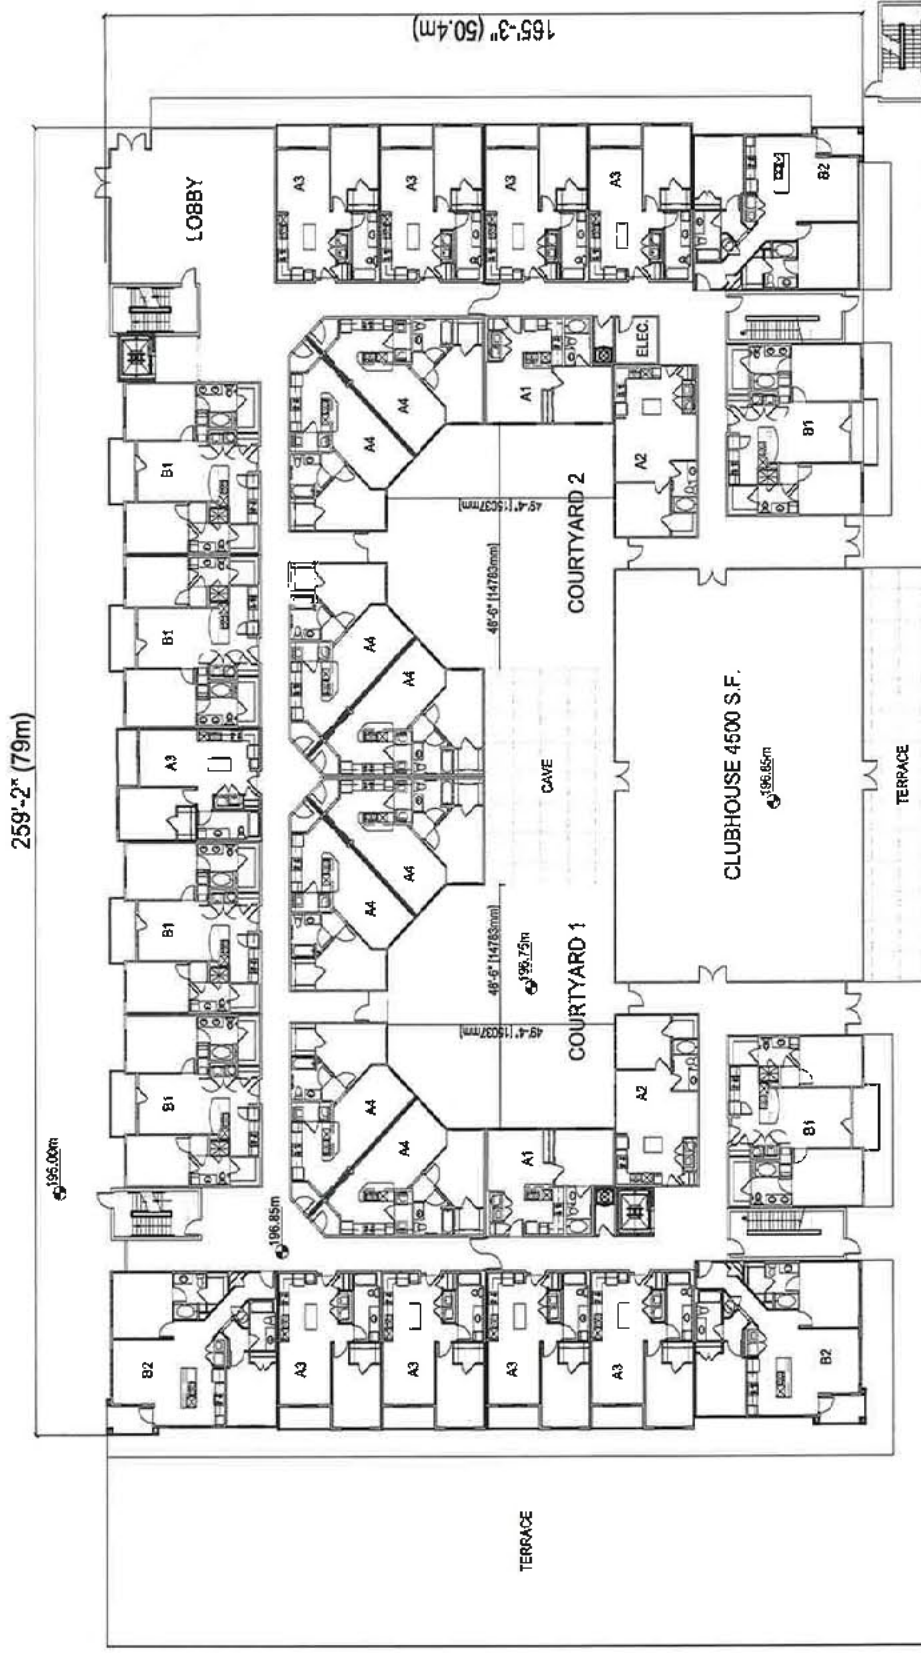 259'-2" (79m)
195.00m
B2
B1
B1
A3
B1
B1
LOBBY
196.85m
A3
A4
A4
A4
A4
A3
A3
A4
A4
A4
A4
A3
165'-3" (50.4m)
49'-4" [15037mm]
48'-6" [14783mm]
48'-6" [14783mm]
49'-4" [15037mm]
TERRACE
A3
A1
196.75m
CAVE
A1
A3
COURTYARD 1
COURTYARD 2
A3
A2
A2
ELEC.
A3
CLUBHOUSE 4500 S.F.
196.85m
B2
B1
B1
B2
TERRACE